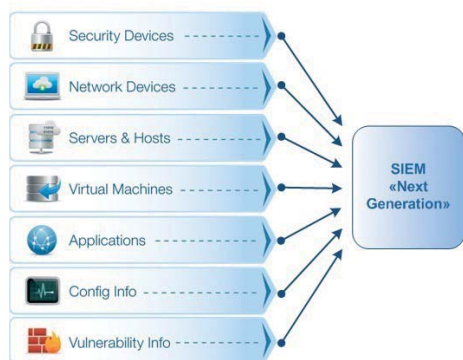 Security Devices
Network Devices
Servers & Hosts
Virtual Machines
Applications
Config Info
Vulnerability Info
SIEM
«Next
Generation»